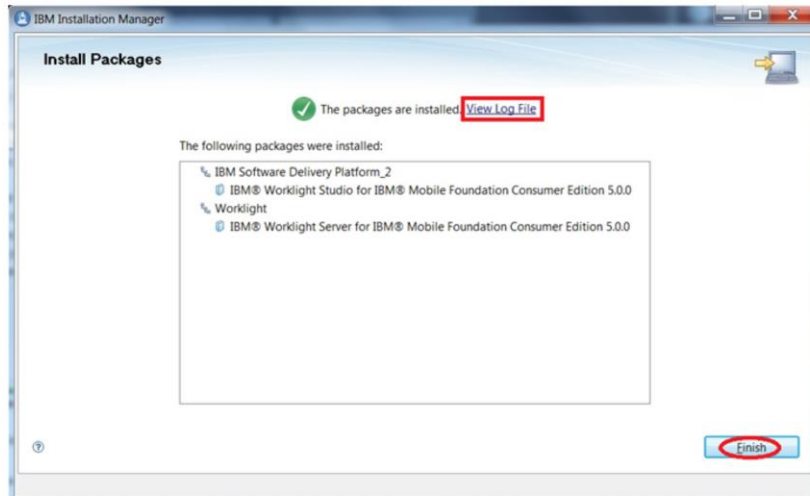 IBM Installation Manager
Install Packages
The packages are installed. View Log File
The following packages were installed:
IBM Software Delivery Platform_2
IBM® Worklight Studio for IBM® Mobile Foundation Consumer Edition 5.0.0
Worklight
IBM® Worklight Server for IBM® Mobile Foundation Consumer Edition 5.0.0
?
Finish